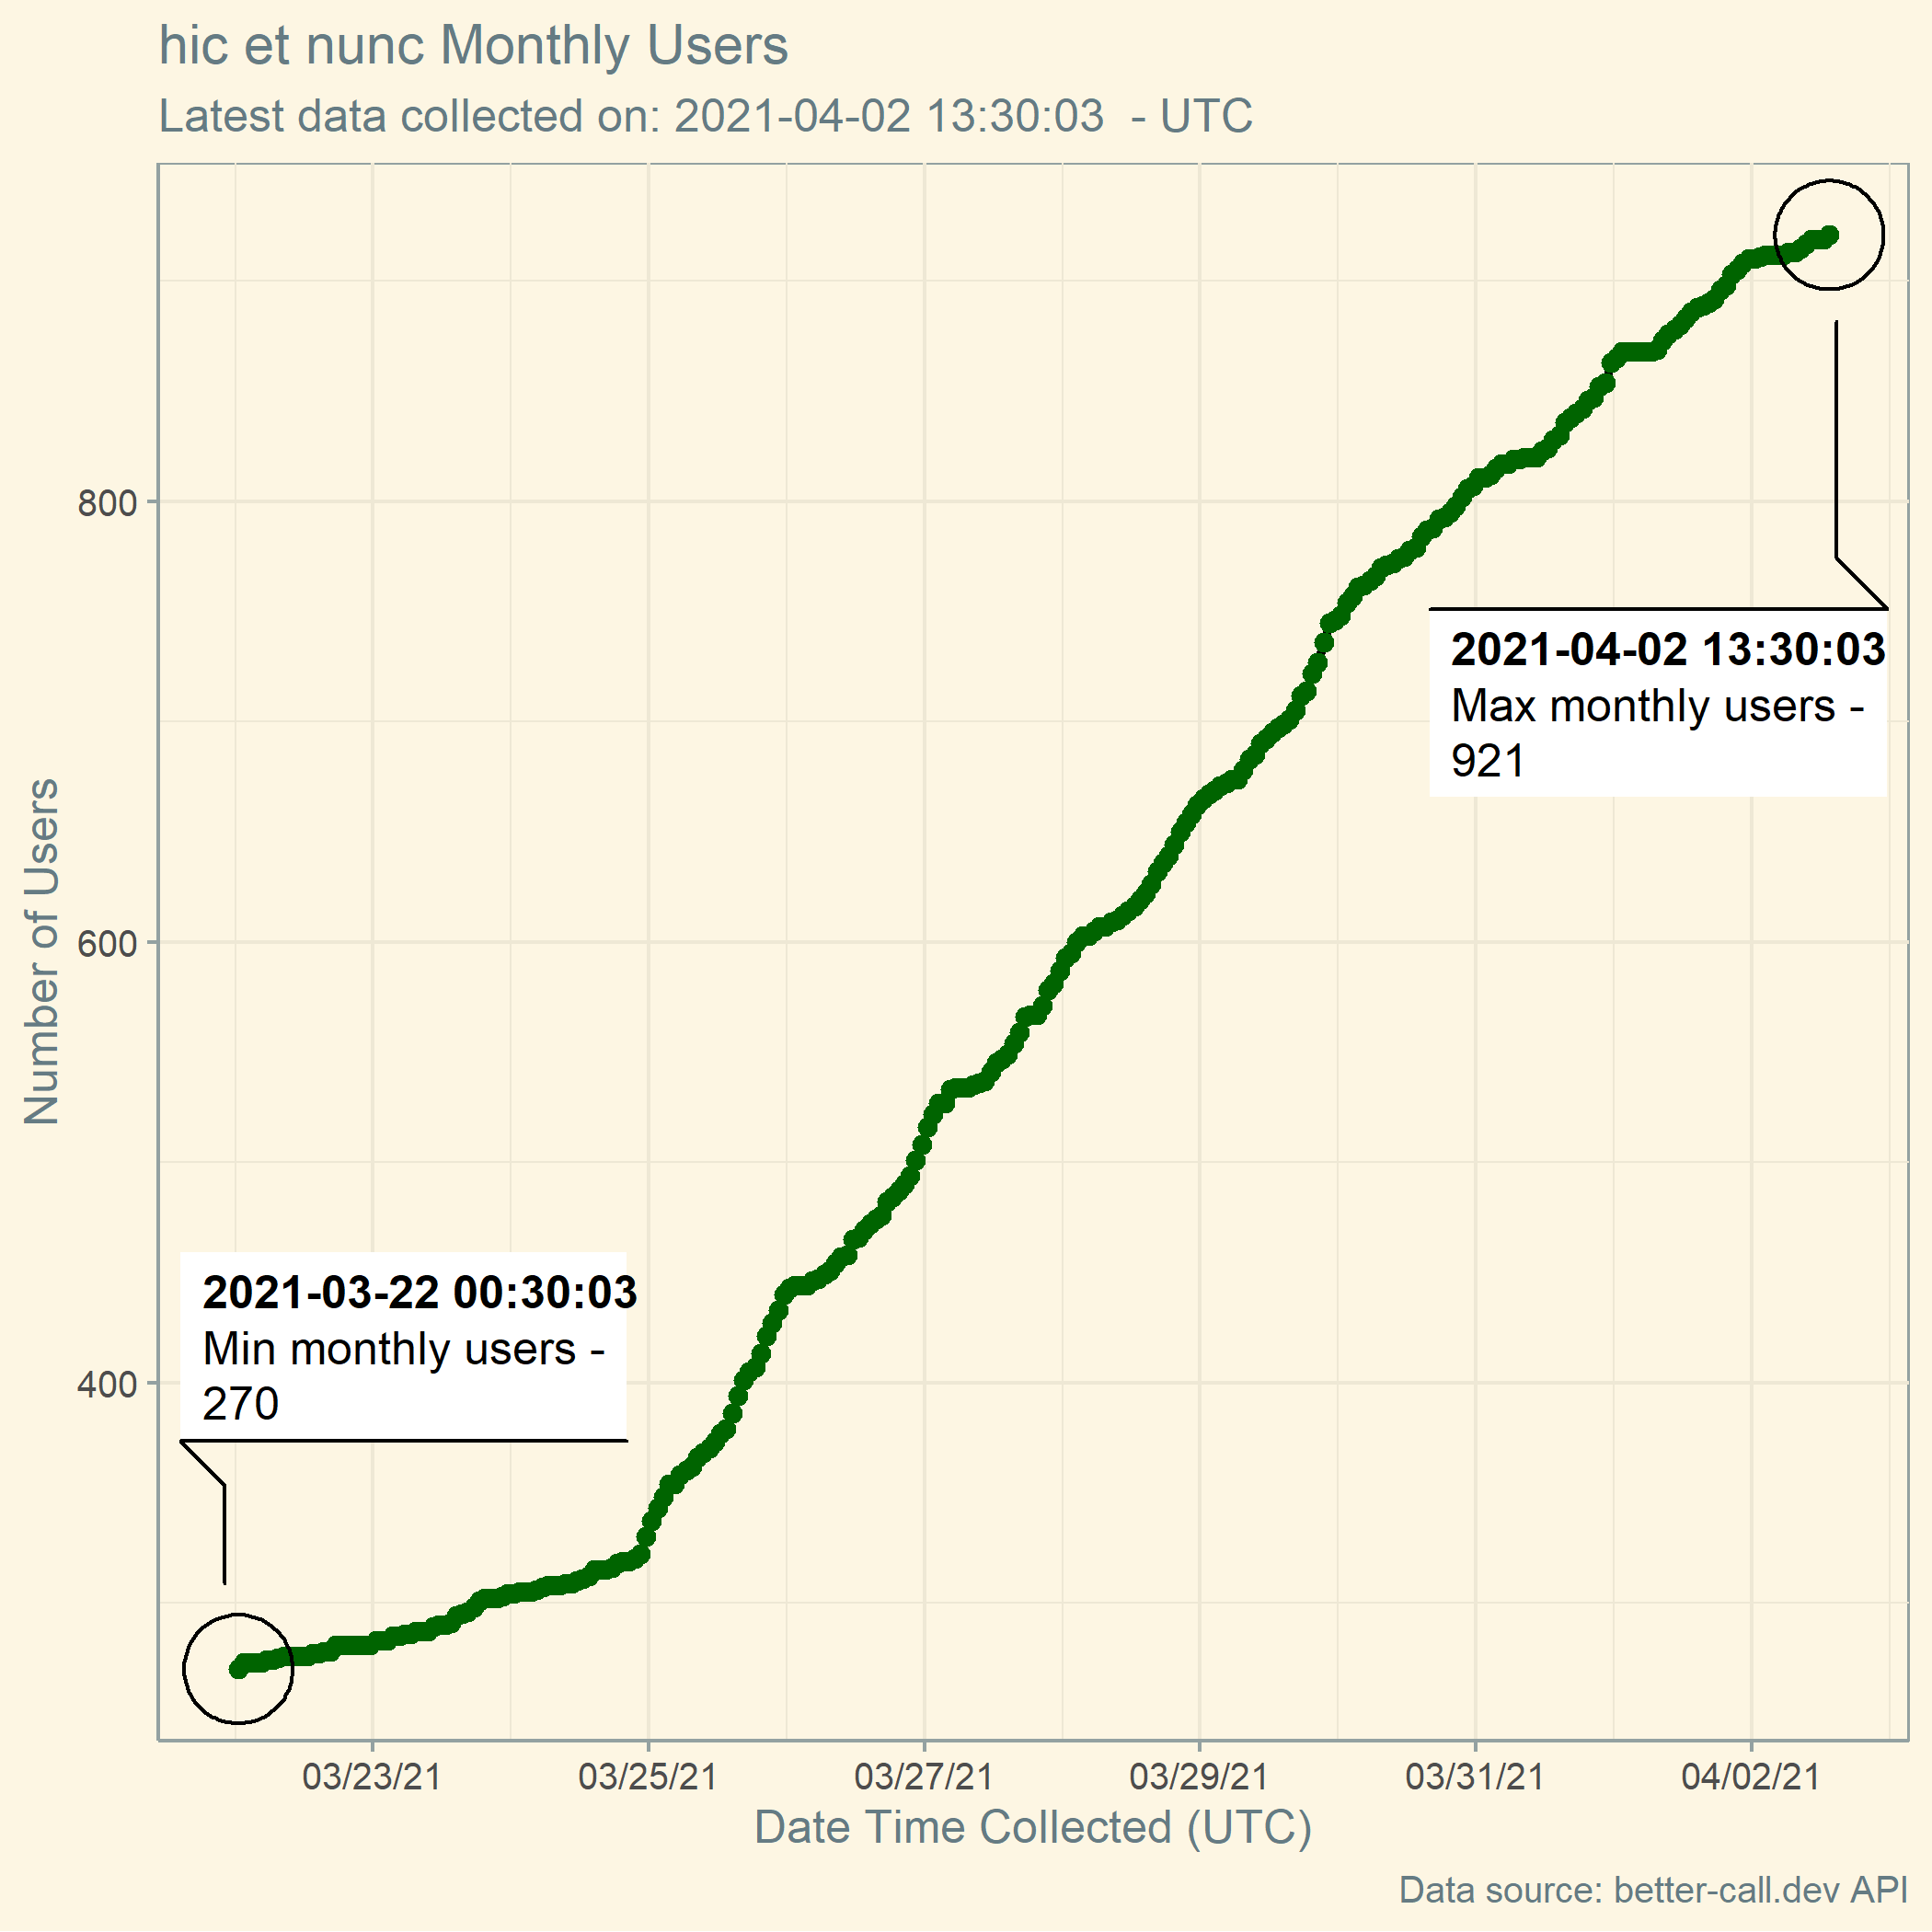 hic et nunc Monthly Users
Latest data collected on: 2021-04-02 13:30:03  - UTC
Number of Users
800
600
400
2021-04-02 13:30:03
Max monthly users -
921
2021-03-22 00:30:03
Min monthly users -
270
03/23/21
03/25/21
03/27/21
03/29/21
03/31/21
04/02/21
Date Time Collected (UTC)
Data source: better-call.dev API